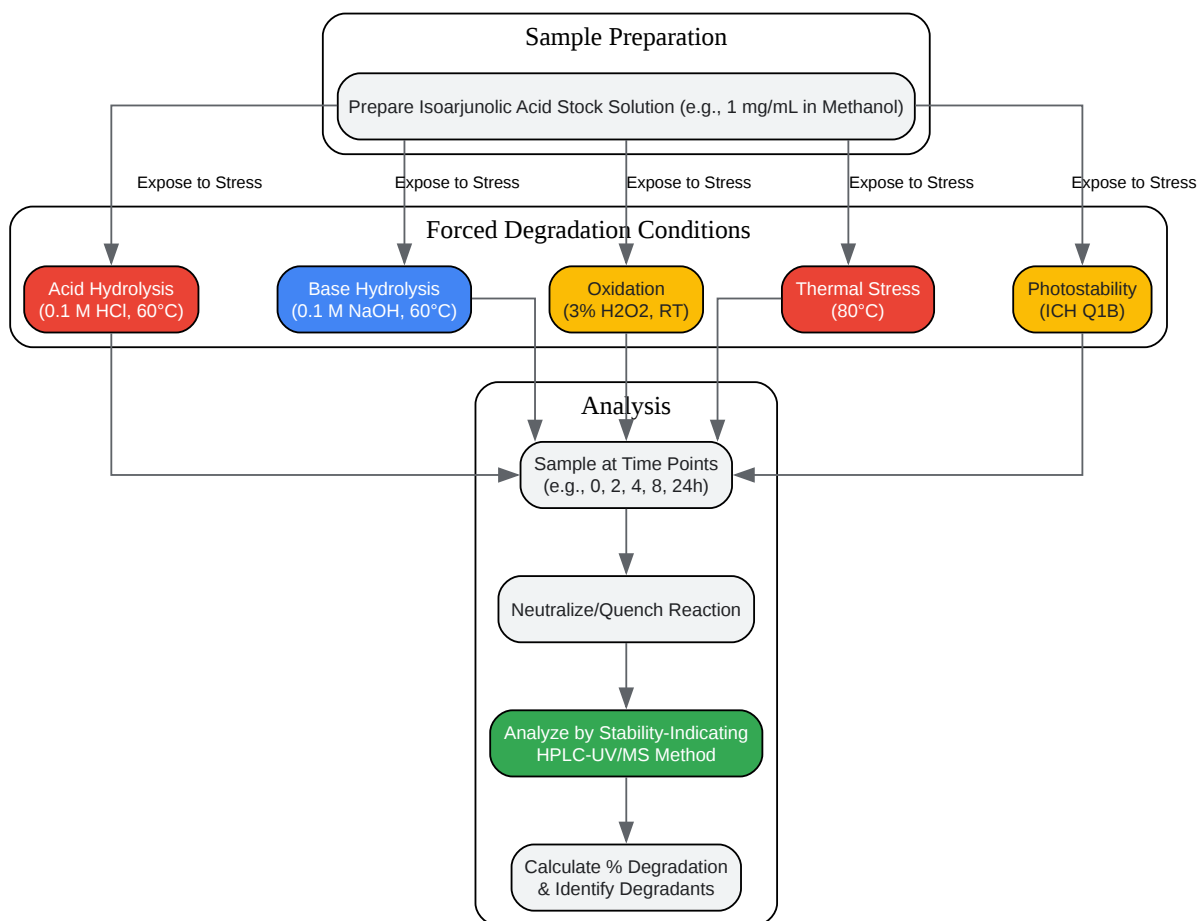 Sample Preparation
Prepare Isoarjunolic Acid Stock Solution (e.g., 1 mg/mL in Methanol)
Expose to Stress
Expose to Stress
Expose to Stress
Expose to Stress
Expose to Stress
Forced Degradation Conditions
Acid Hydrolysis
(0.1 M HCl, 60°C)
Base Hydrolysis
(0.1 M NaOH, 60°C)
Oxidation
(3% H2O2, RT)
Thermal Stress
(80°C)
Photostability
(ICH Q1B)
Analysis
Sample at Time Points
(e.g., 0, 2, 4, 8, 24h)
Neutralize/Quench Reaction
Analyze by Stability-Indicating
HPLC-UV/MS Method
Calculate % Degradation
& Identify Degradants